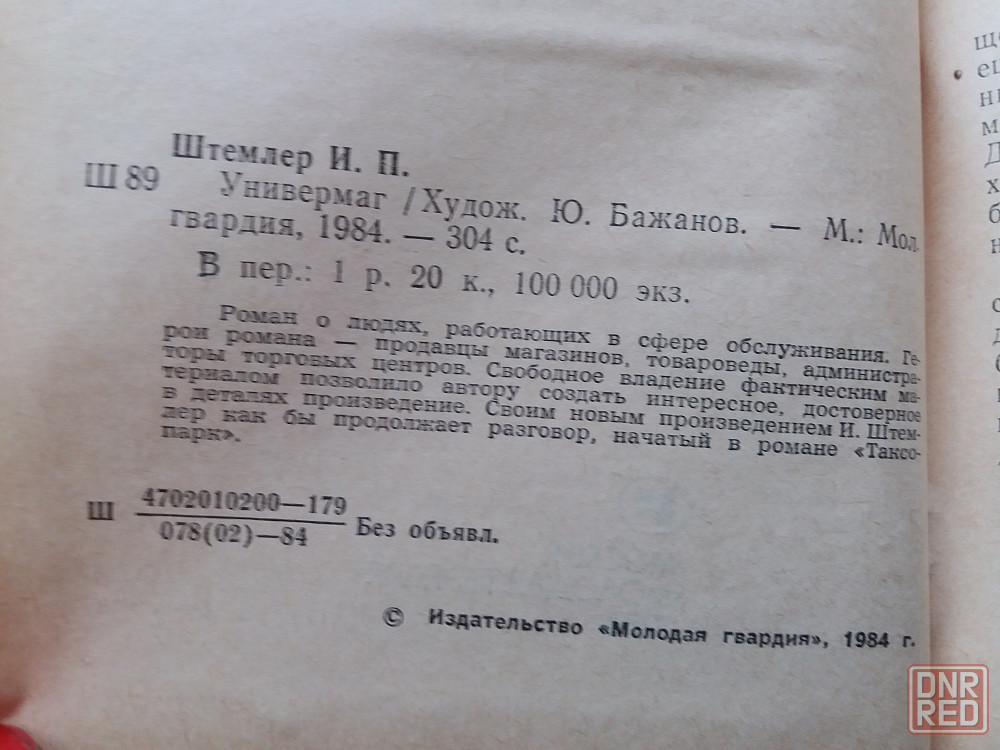 Штемлер И. П.
Ш 89 Универмаг / Худож. Ю. Бажанов. — М.: Мол.
гвардия, 1984. — 304 с.
В пер.: 1 р. 20 к., 100 000 экз.
Роман о людях, работающих в сфере обслуживания. Ге-
рои романа — продавцы магазинов, товароведы, администра-
торы торговых центров. Свободное владение фактическим ма-
териалом позволило автору создать интересное, достоверное
в деталях произведение. Своим новым произведением И. Штем-
лер как бы продолжает разговор, начатый в романе «Таксо-
парк».
Ш 4702010200—179
078(02)—84 Без объявл.
© Издательство «Молодая гвардия», 1984 г.
DNR
RED